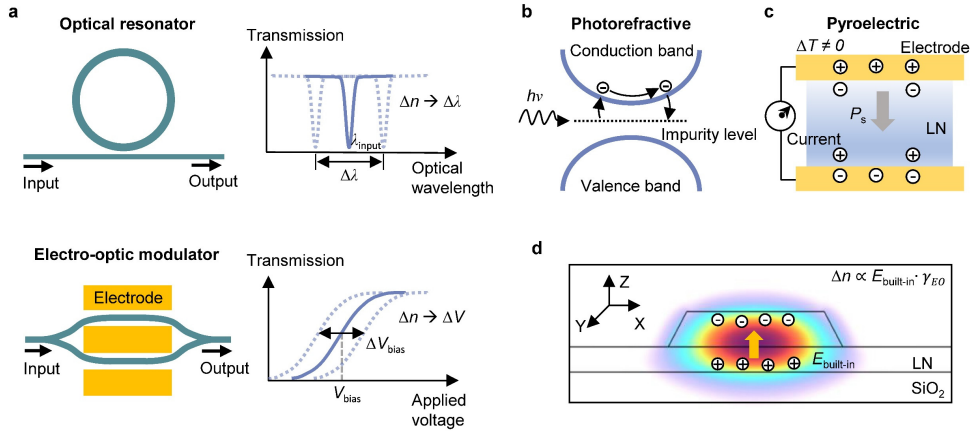 a
Optical resonator
Transmission
Δn → Δλ
λinput
Δλ
Optical
wavelength
Input
Output
Electro-optic modulator
Electrode
Input
Output
Transmission
Δn → ΔV
ΔVbias
Vbias
Applied
voltage
b
Photorefractive
Conduction band
hν
Impurity level
Valence band
c
Pyroelectric
ΔT ≠ 0
Electrode
Ps
LN
Current
d
Δn ∝ Ebuilt-in · γEO
Z
Y
X
Ebuilt-in
LN
SiO₂